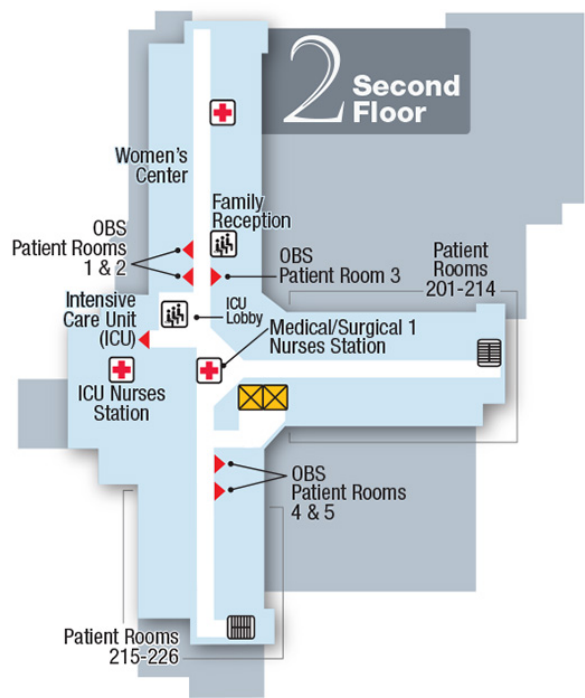 2 Second
Floor
Women's
Center
Family
Reception
OBS
Patient Rooms
1 & 2
OBS
Patient Room 3
Patient
Rooms
201-214
Intensive
Care Unit
(ICU)
ICU
Lobby
Medical/Surgical 1
Nurses Station
ICU Nurses
Station
OBS
Patient Rooms
4 & 5
Patient Rooms
215-226